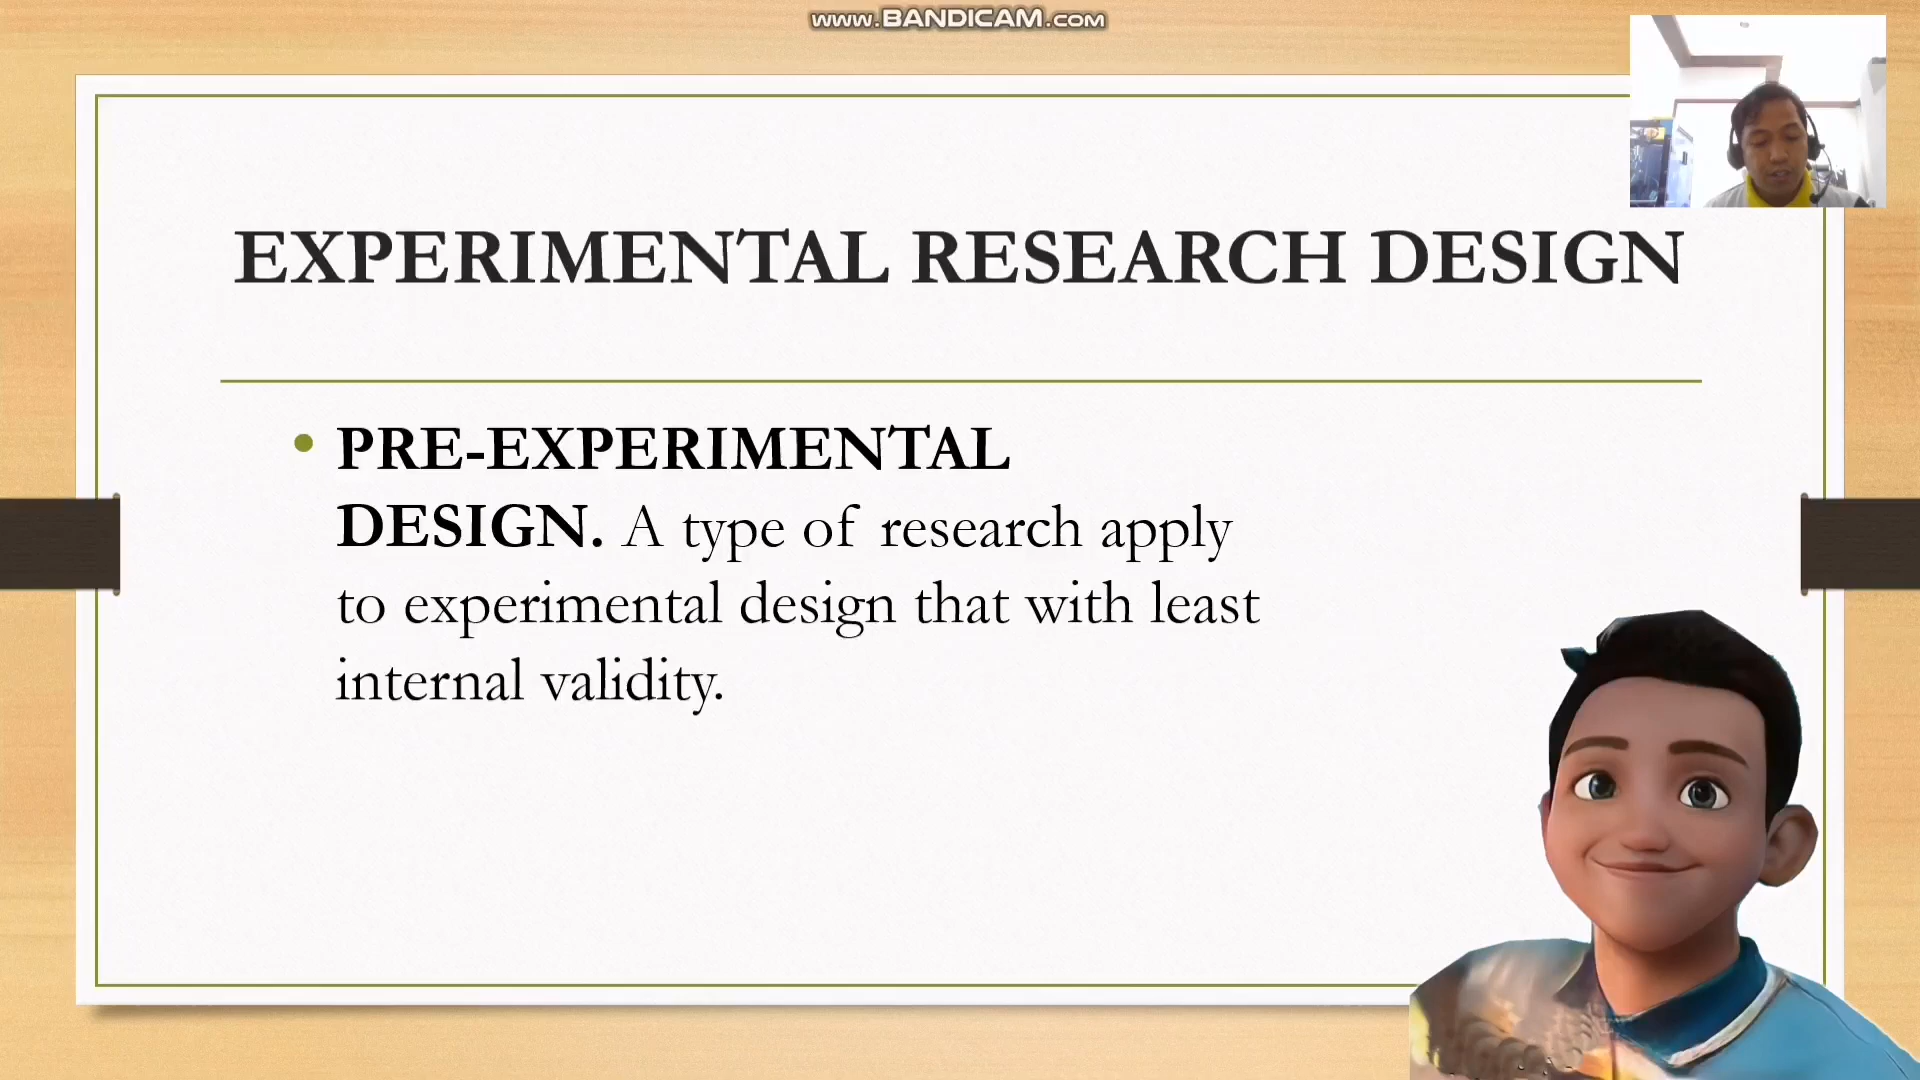 www.BANDICAM.com
EXPERIMENTAL RESEARCH DESIGN
• PRE-EXPERIMENTAL
DESIGN. A type of research apply
to experimental design that with least
internal validity.